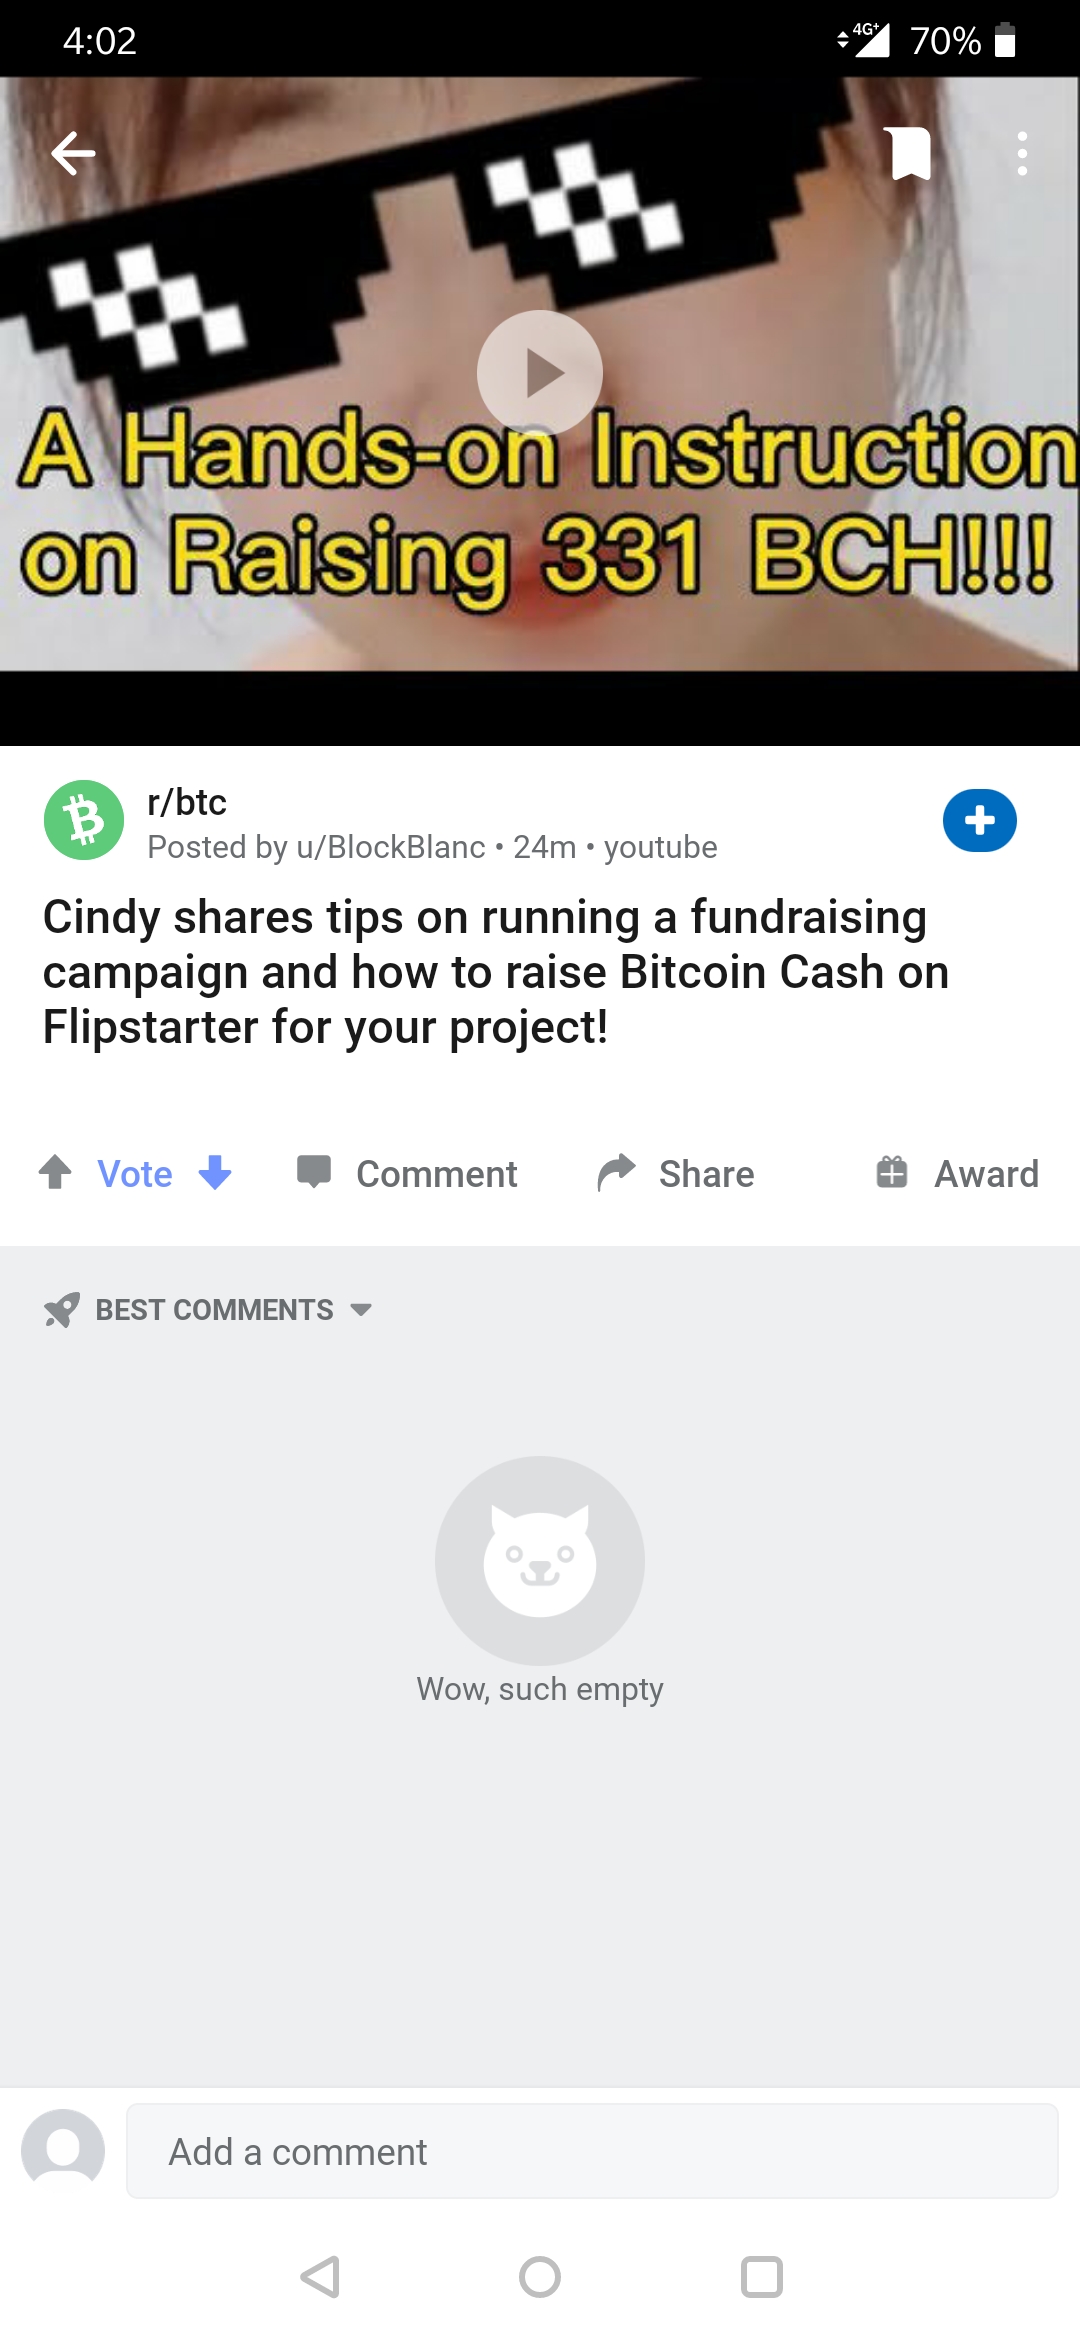 4:02
4G+ 70%
A Hands-on Instruction
on Raising 331 BCH!!!
r/btc
Posted by u/BlockBlanc • 24m • youtube
Cindy shares tips on running a fundraising
campaign and how to raise Bitcoin Cash on
Flipstarter for your project!
Vote Comment Share Award
BEST COMMENTS
Wow, such empty
Add a comment